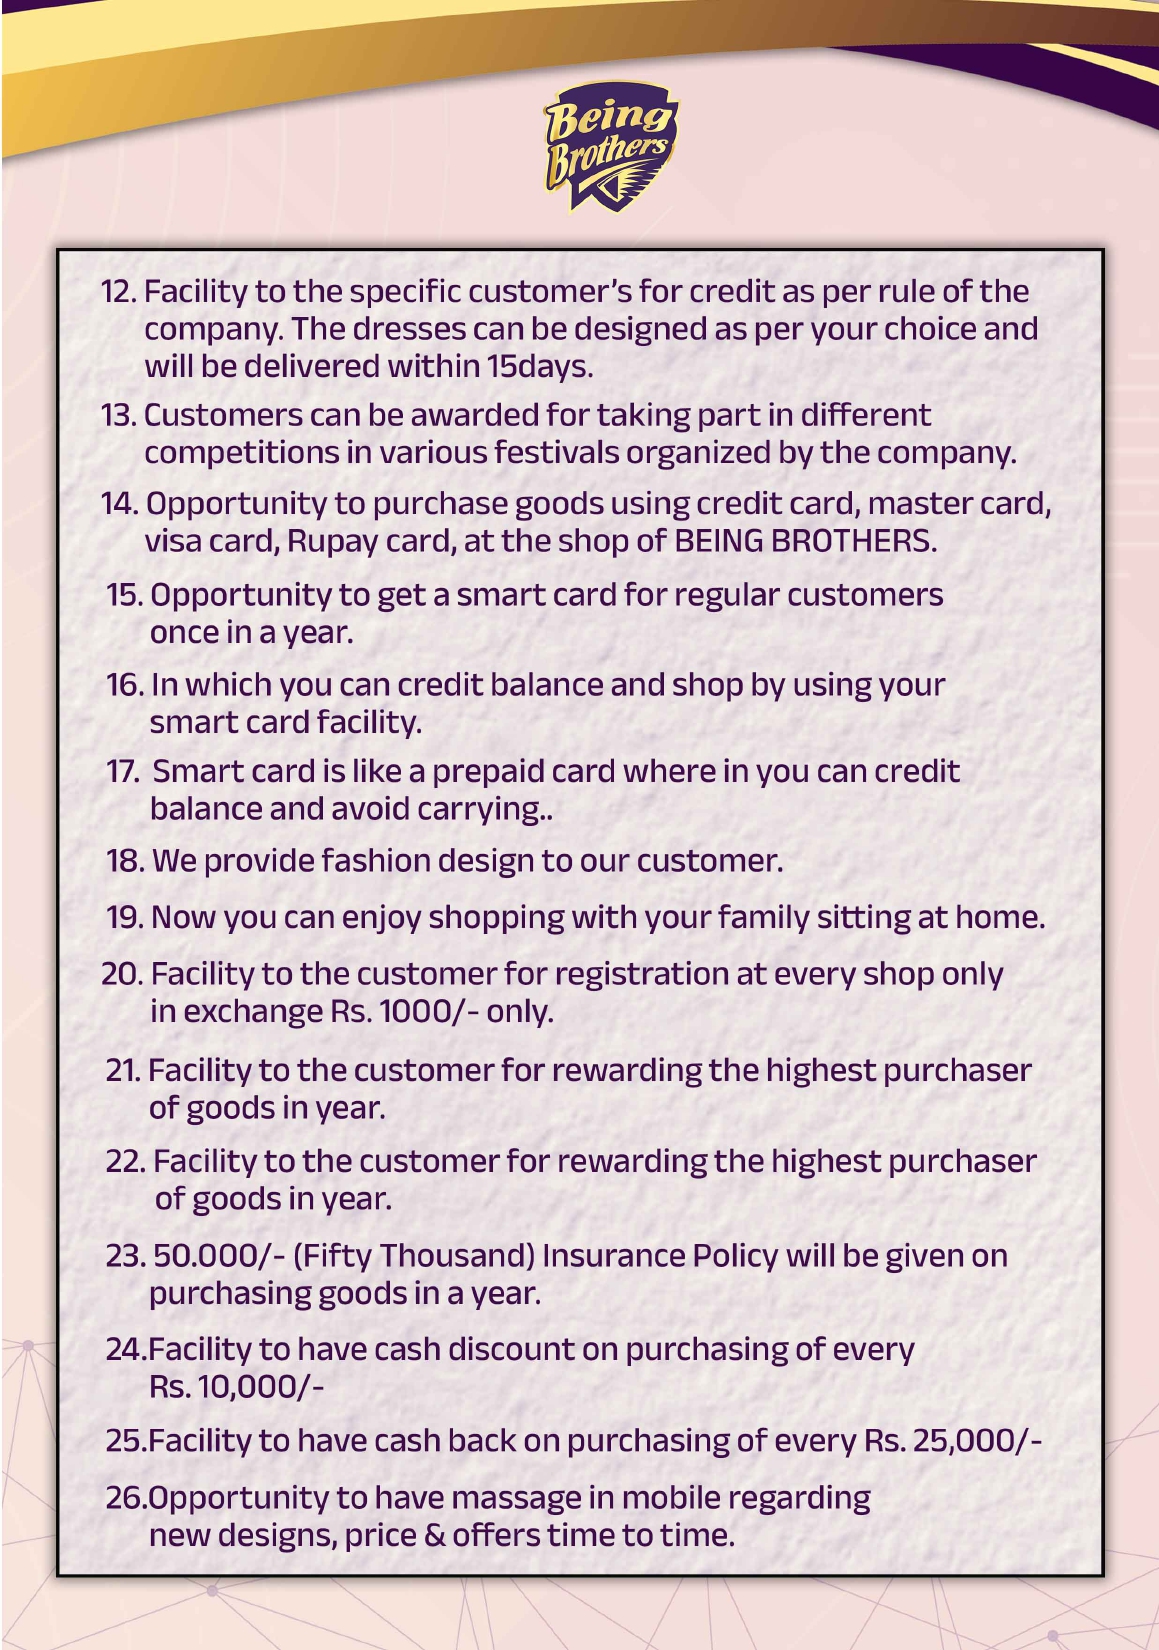 Being
Brothers
12. Facility to the specific customer's for credit as per rule of the
company. The dresses can be designed as per your choice and
will be delivered within 15days.
13. Customers can be awarded for taking part in different
competitions in various festivals organized by the company.
14. Opportunity to purchase goods using credit card, master card,
visa card, Rupay card, at the shop of BEING BROTHERS.
15. Opportunity to get a smart card for regular customers
once in a year.
16. In which you can credit balance and shop by using your
smart card facility.
17. Smart card is like a prepaid card where in you can credit
balance and avoid carrying..
18. We provide fashion design to our customer.
19. Now you can enjoy shopping with your family sitting at home.
20. Facility to the customer for registration at every shop only
in exchange Rs. 1000/- only.
21. Facility to the customer for rewarding the highest purchaser
of goods in year.
22. Facility to the customer for rewarding the highest purchaser
of goods in year.
23. 50.000/- (Fifty Thousand) Insurance Policy will be given on
purchasing goods in a year.
24.Facility to have cash discount on purchasing of every
Rs. 10,000/-
25.Facility to have cash back on purchasing of every Rs. 25,000/-
26.Opportunity to have massage in mobile regarding
new designs, price & offers time to time.